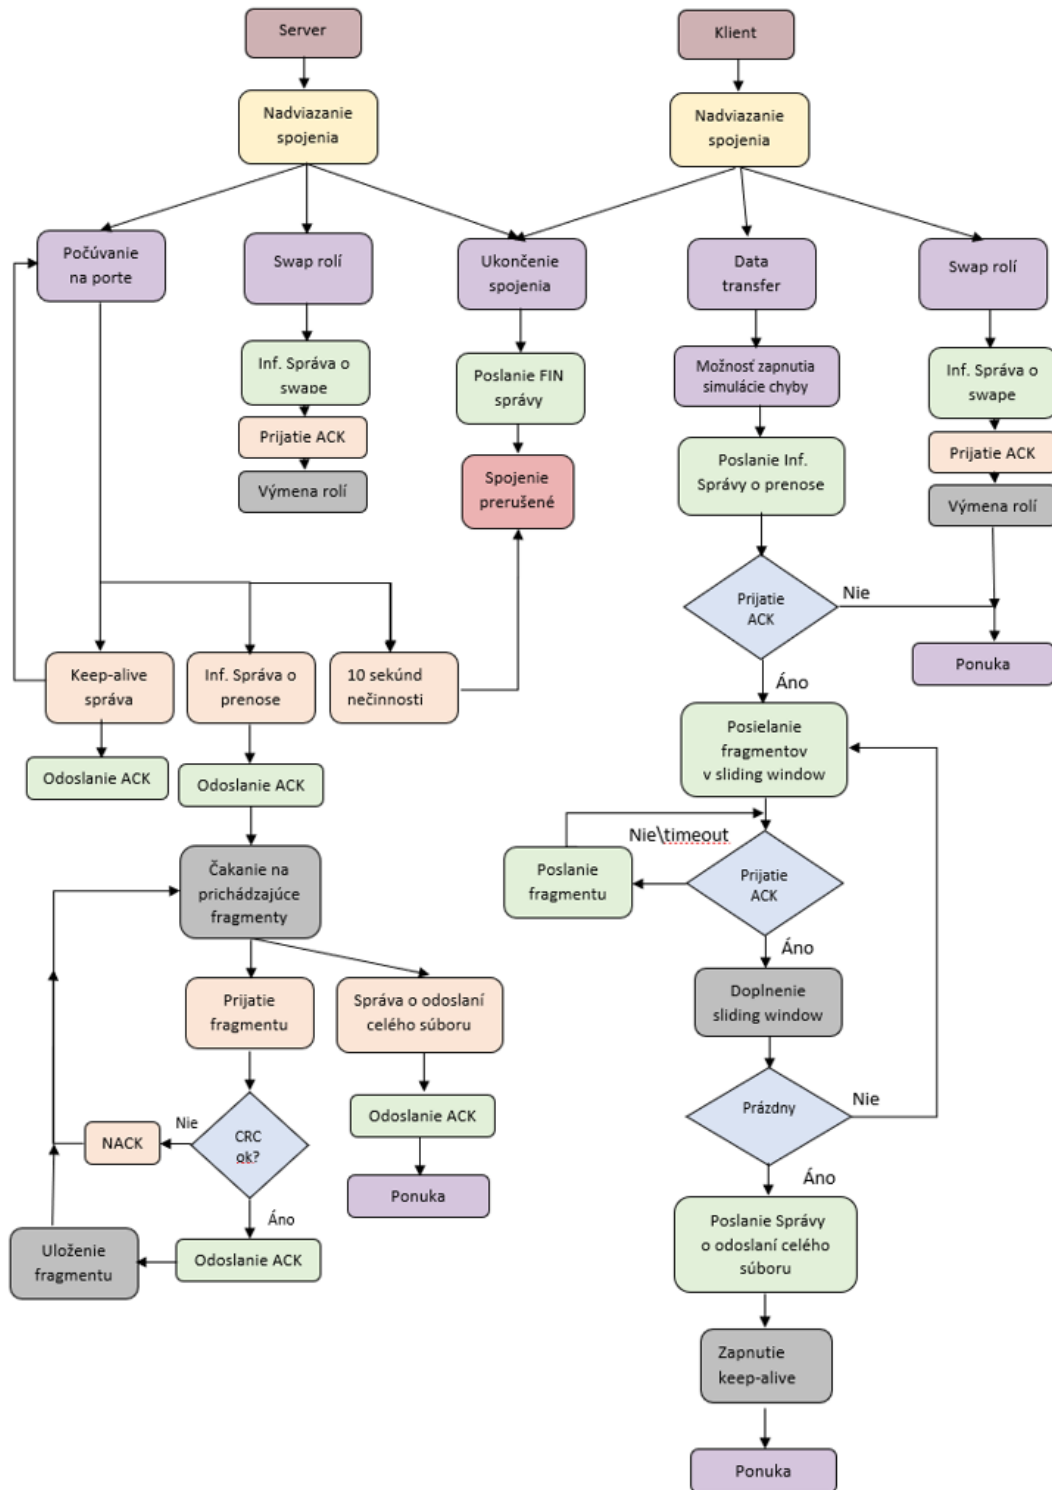 Server
Klient
Nadviazanie
spojenia
Nadviazanie
spojenia
Počúvanie
na porte
Swap rolí
Ukončenie
spojenia
Data
transfer
Swap rolí
Inf. Správa o
swape
Poslanie FIN
správy
Možnosť zapnutia
simulácie chyby
Inf. Správa o
swape
Prijatie ACK
Výmena rolí
Spojenie
prerušené
Poslanie Inf.
Správy o prenose
Prijatie ACK
Výmena rolí
Prijatie
ACK
Nie
Ponuka
Áno
Keep-alive
správa
Inf. Správa o
prenose
10 sekúnd
nečinnosti
Odoslanie ACK
Odoslanie ACK
Posielanie
fragmentov
v sliding window
Nie\timeout
Poslanie
fragmentu
Prijatie
ACK
Áno
Čakanie na
prichádzajúce
fragmenty
Prijatie
fragmentu
Správa o odoslaní
celého súboru
Doplnenie
sliding window
Prázdny
Nie
Áno
NACK
Nie
CRC
ok?
Áno
Odoslanie ACK
Ponuka
Uloženie
fragmentu
Odoslanie ACK
Poslanie Správy
o odoslaní celého
súboru
Zapnutie
keep-alive
Ponuka